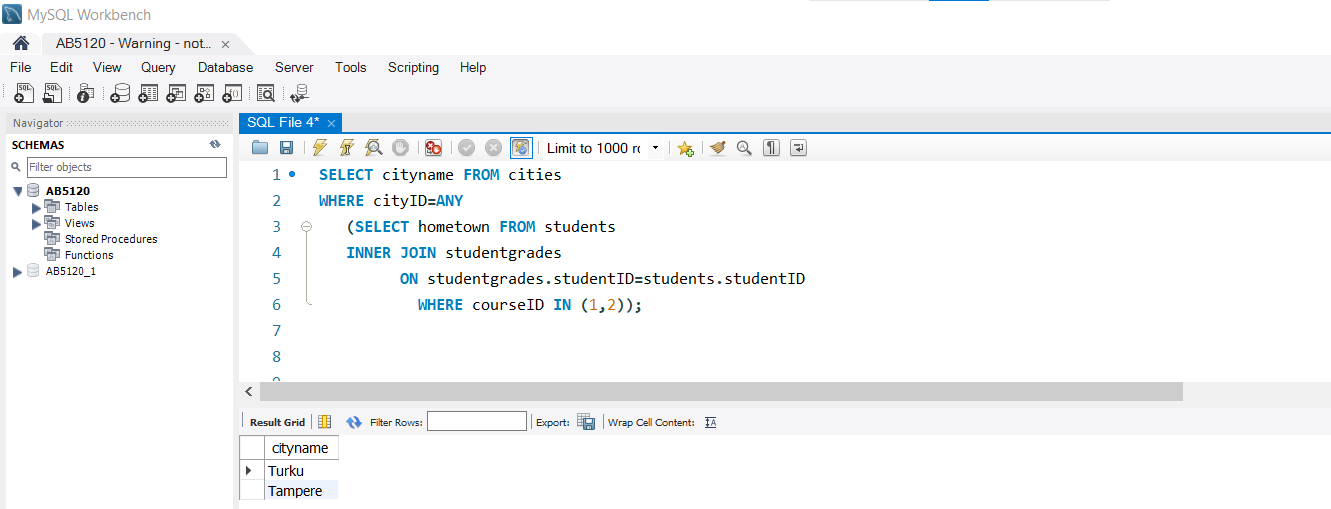 MySQL Workbench
AB5120 - Warning - not... ×
File Edit View Query Database Server Tools Scripting Help
Navigator
SCHEMAS
Filter objects
AB5120
Tables
Views
Stored Procedures
Functions
AB5120_1
SQL File 4* ×
Limit to 1000 ro
1 SELECT cityname FROM cities
2 WHERE cityID=ANY
3 (SELECT hometown FROM students
4 INNER JOIN studentgrades
5 ON studentgrades.studentID=students.studentID
6 WHERE courseID IN (1,2));
7
8
Result Grid Filter Rows: Export: Wrap Cell Content:
cityname
Turku
Tampere